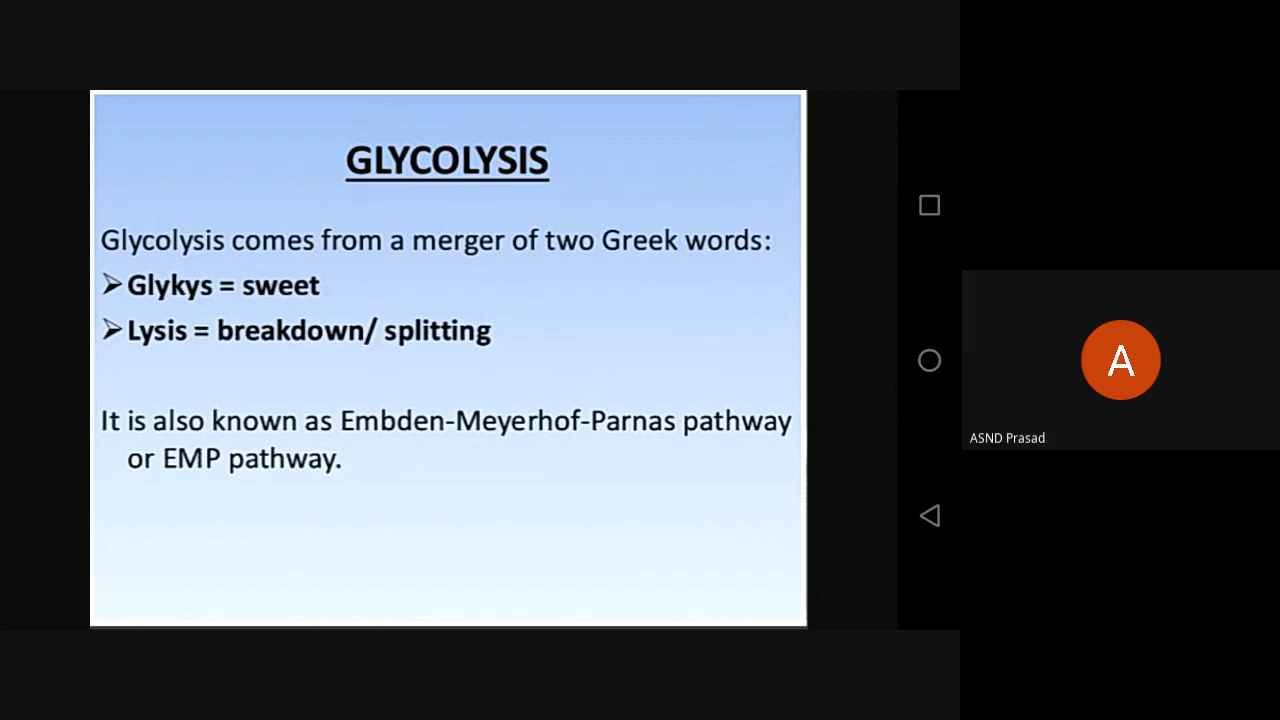 GLYCOLYSIS
Glycolysis comes from a merger of two Greek words:
➢Glykys = sweet
➢Lysis = breakdown/ splitting
It is also known as Embden-Meyerhof-Parnas pathway
or EMP pathway.
A
ASND Prasad